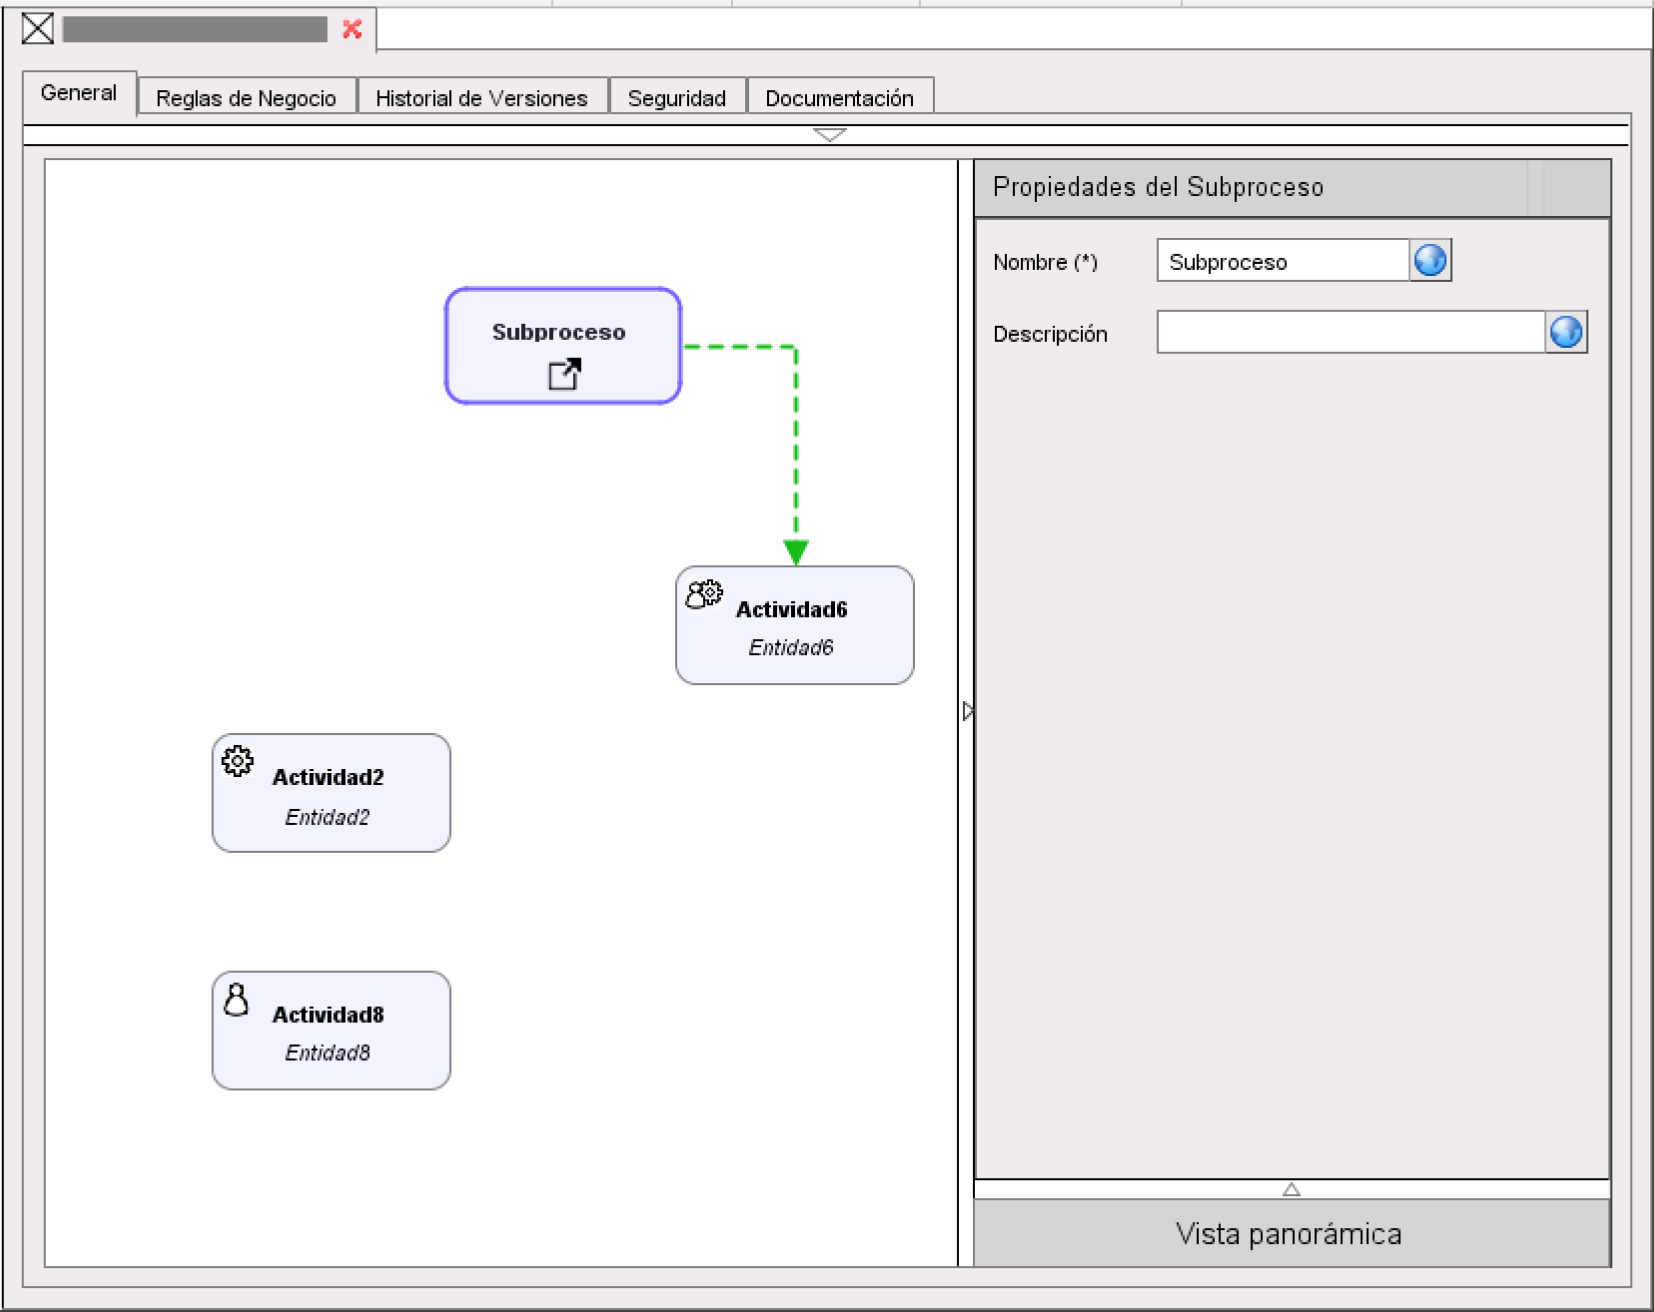 General
Reglas de Negocio
Historial de Versiones
Seguridad
Documentación
Propiedades del Subproceso
Nombre (*)
Subproceso
Descripción
Subproceso
Actividad6
Entidad6
Actividad2
Entidad2
Actividad8
Entidad8
Vista panorámica